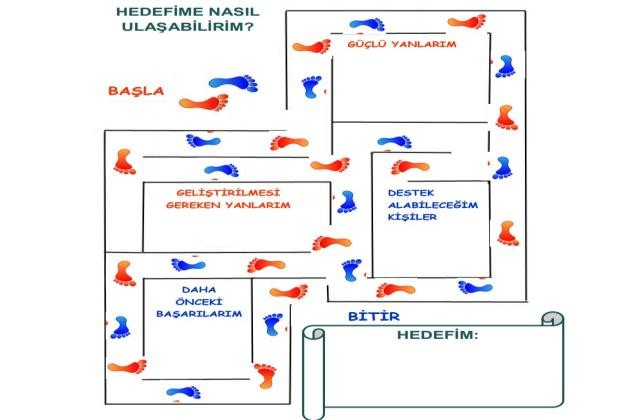 HEDEFİME NASIL
ULAŞABİLİRİM?
BAŞLA
GÜÇLÜ YANLARIM
GELİŞTİRİLMESİ
GEREKEN YANLARIM
DESTEK
ALABİLECEĞİM
KİŞİLER
DAHA
ÖNCEKİ
BAŞARILARIM
BİTİR
HEDEFİM: